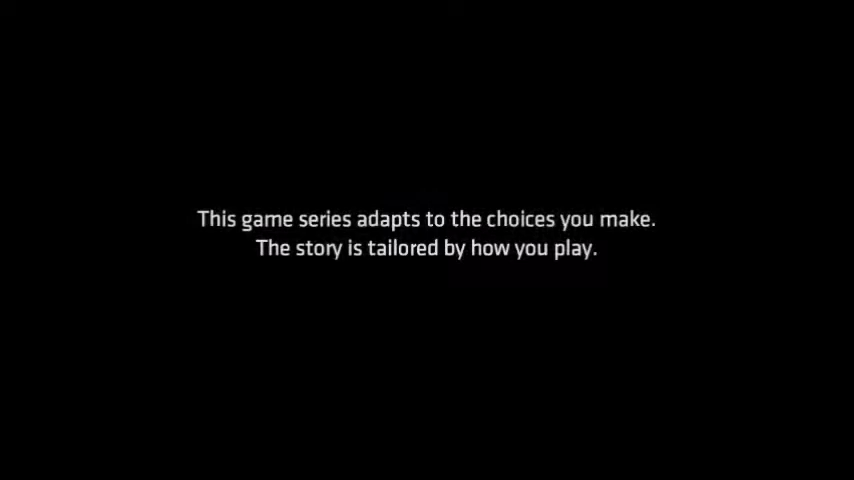 This game series adapts to the choices you make.
The story is tailored by how you play.